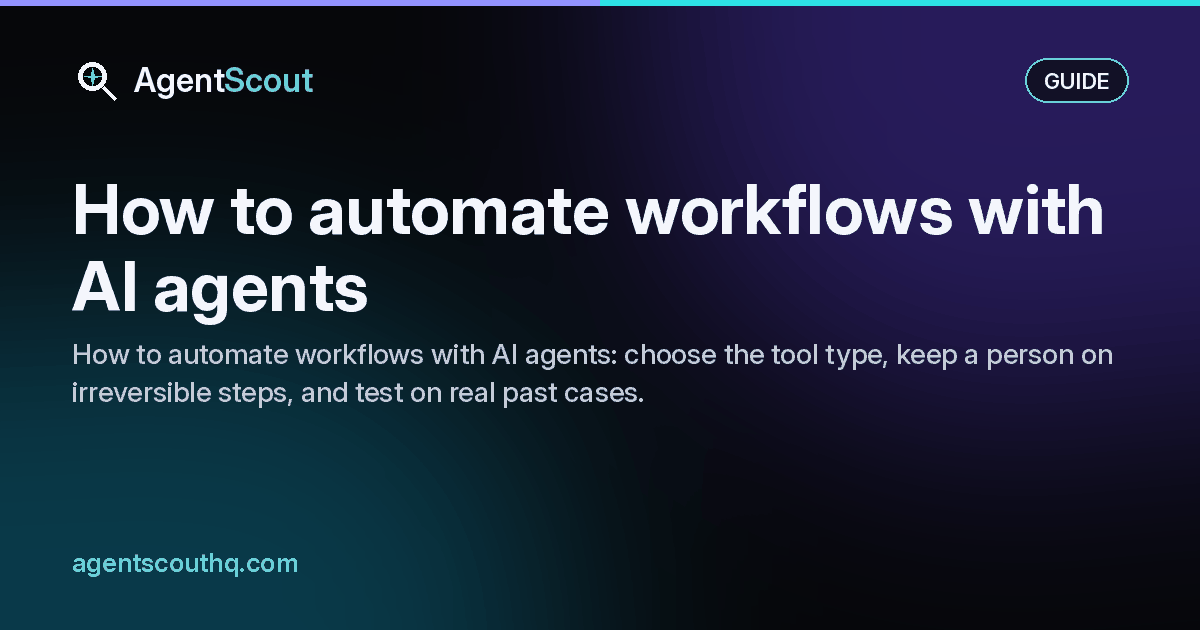 AgentScout
GUIDE
How to automate workflows with
AI agents
How to automate workflows with AI agents: choose the tool type, keep a person on
irreversible steps, and test on real past cases.
agentscouthq.com